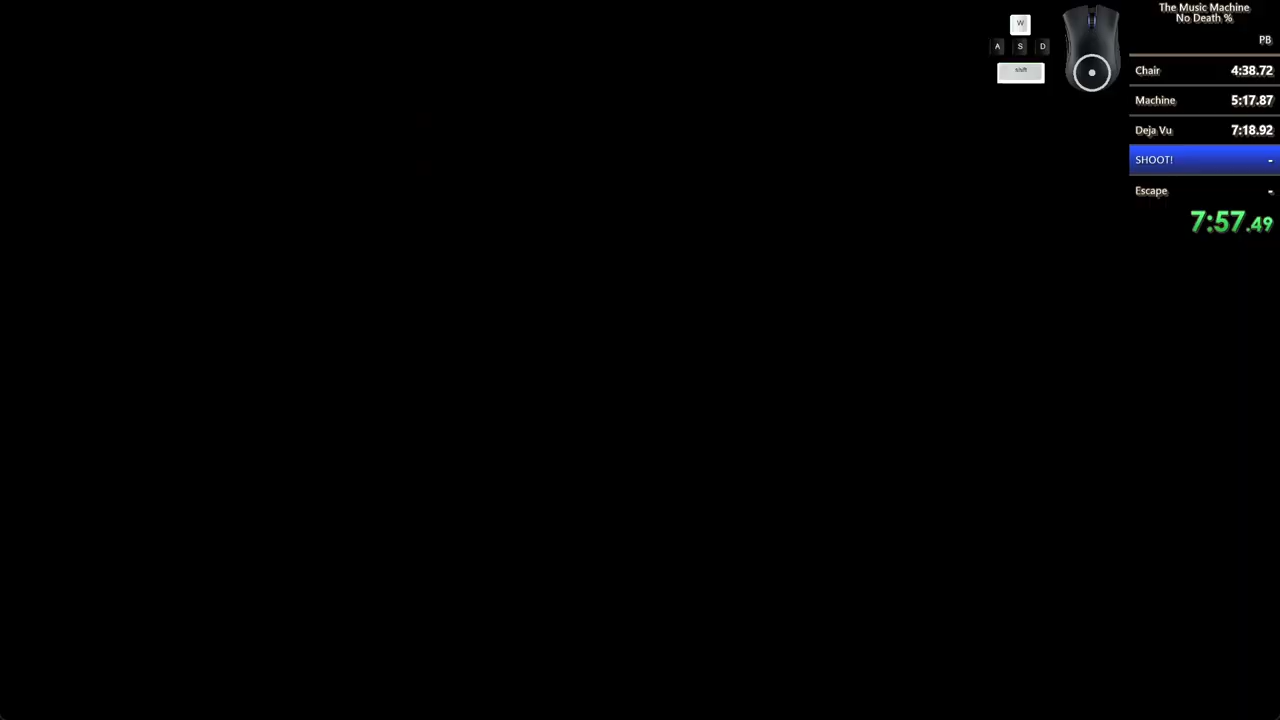 The Music Machine
No Death %
PB
Chair 4:38.72
Machine 5:17.87
Deja Vu 7:18.92
SHOOT! -
Escape -
7:57.49
W
A S D
shift